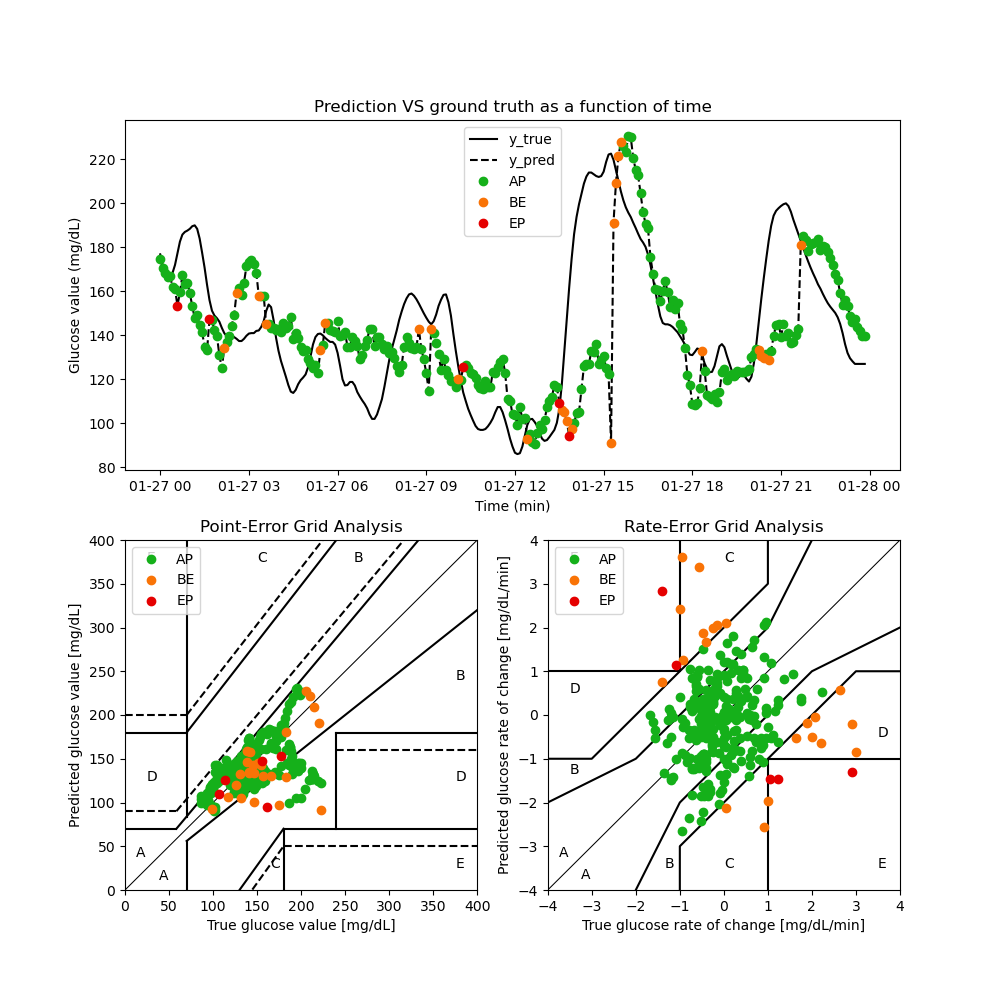 Prediction VS ground truth as a function of time
Glucose value (mg/dL)
220
200
180
160
140
120
100
80
y_true
y_pred
AP
BE
EP
01-27 00 01-27 03 01-27 06 01-27 09 01-27 12 01-27 15 01-27 18 01-27 21 01-28 00
Time (min)
Point-Error Grid Analysis
Predicted glucose value [mg/dL]
400
350
300
250
200
150
100
50
0
AP
BE
EP
C
B
B
D
D
A
A
C
E
0 50 100 150 200 250 300 350 400
True glucose value [mg/dL]
Rate-Error Grid Analysis
Predicted glucose rate of change [mg/dL/min]
4
3
2
1
0
−1
−2
−3
−4
AP
BE
EP
C
D
D
B
A
A
B
C
E
−4 −3 −2 −1 0 1 2 3 4
True glucose rate of change [mg/dL/min]